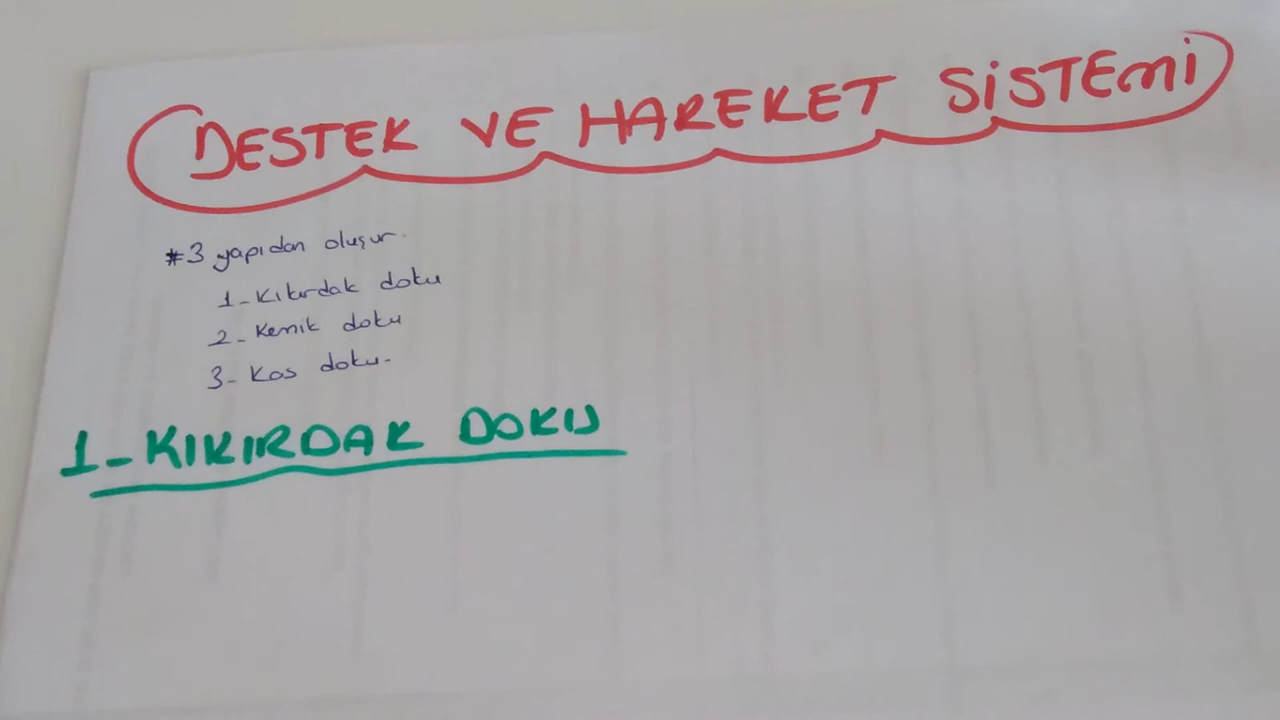 DESTEK VE HAREKET SİSTEMİ
*3 yapıdan oluşur.
1- Kıkırdak doku
2- Kemik doku
3- Kas doku.
1- KIKIRDAK DOKU